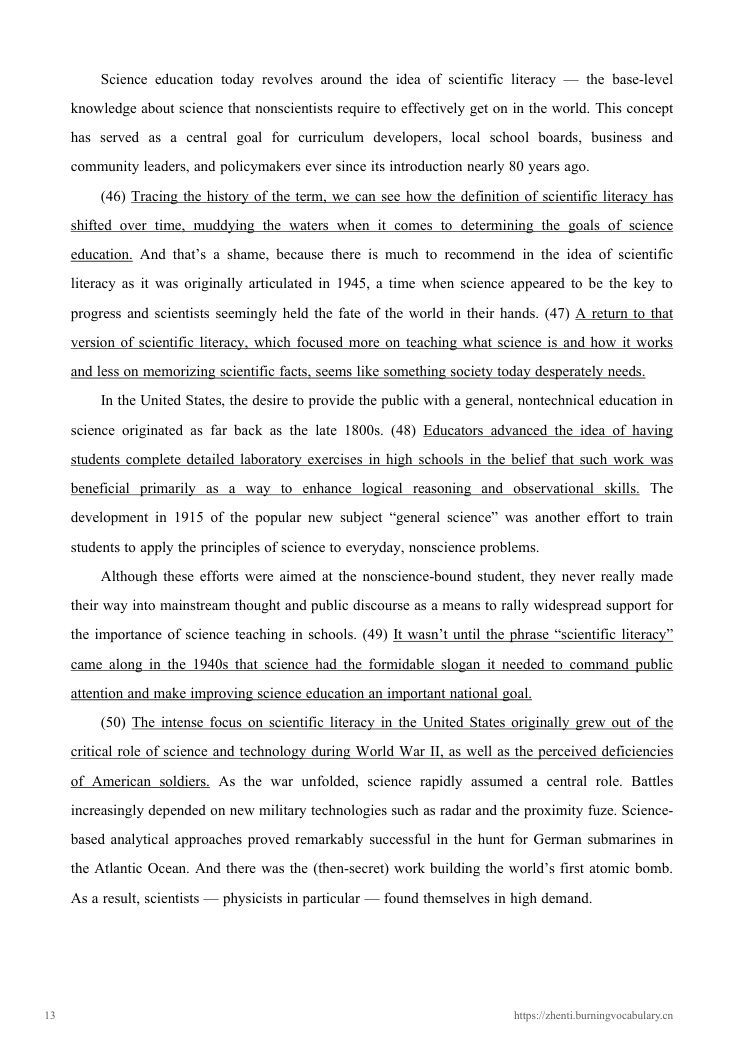 Science education today revolves around the idea of scientific literacy — the base-level
knowledge about science that nonscientists require to effectively get on in the world. This concept
has served as a central goal for curriculum developers, local school boards, business and
community leaders, and policymakers ever since its introduction nearly 80 years ago.
(46) Tracing the history of the term, we can see how the definition of scientific literacy has
shifted over time, muddying the waters when it comes to determining the goals of science
education. And that’s a shame, because there is much to recommend in the idea of scientific
literacy as it was originally articulated in 1945, a time when science appeared to be the key to
progress and scientists seemingly held the fate of the world in their hands. (47) A return to that
version of scientific literacy, which focused more on teaching what science is and how it works
and less on memorizing scientific facts, seems like something society today desperately needs.
In the United States, the desire to provide the public with a general, nontechnical education in
science originated as far back as the late 1800s. (48) Educators advanced the idea of having
students complete detailed laboratory exercises in high schools in the belief that such work was
beneficial primarily as a way to enhance logical reasoning and observational skills. The
development in 1915 of the popular new subject “general science” was another effort to train
students to apply the principles of science to everyday, nonscience problems.
Although these efforts were aimed at the nonscience-bound student, they never really made
their way into mainstream thought and public discourse as a means to rally widespread support for
the importance of science teaching in schools. (49) It wasn’t until the phrase “scientific literacy”
came along in the 1940s that science had the formidable slogan it needed to command public
attention and make improving science education an important national goal.
(50) The intense focus on scientific literacy in the United States originally grew out of the
critical role of science and technology during World War II, as well as the perceived deficiencies
of American soldiers. As the war unfolded, science rapidly assumed a central role. Battles
increasingly depended on new military technologies such as radar and the proximity fuze. Science-
based analytical approaches proved remarkably successful in the hunt for German submarines in
the Atlantic Ocean. And there was the (then-secret) work building the world’s first atomic bomb.
As a result, scientists — physicists in particular — found themselves in high demand.
13
https://zhenti.burningvocabulary.cn